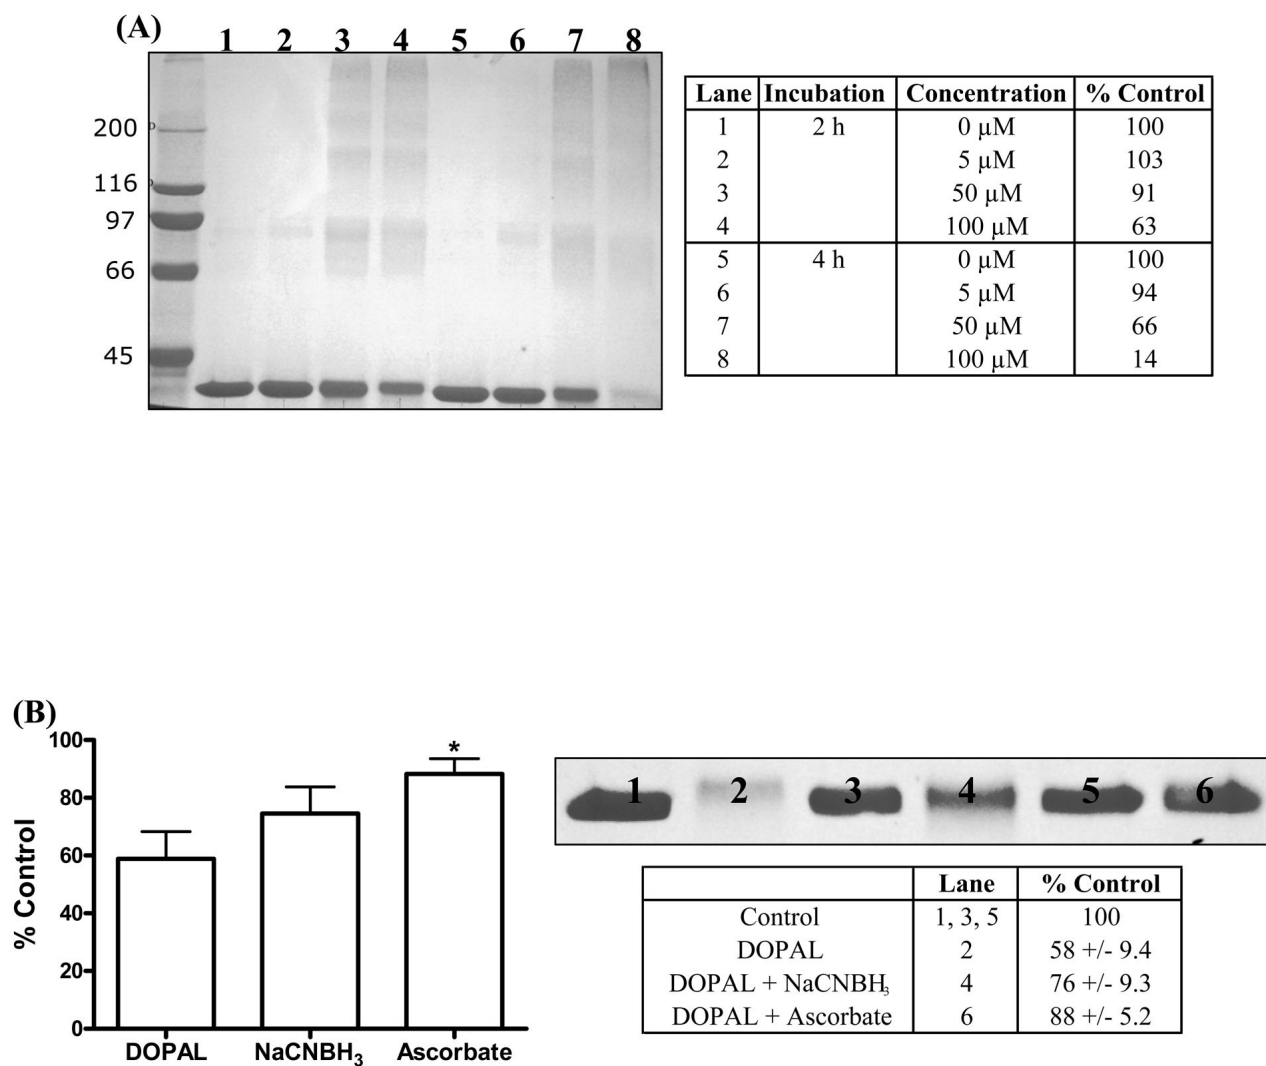 (A)
1 2 3 4 5 6 7 8
200
116
97
66
45
Lane Incubation Concentration % Control
1 2 h 0 µM 100
2 5 µM 103
3 50 µM 91
4 100 µM 63
5 4 h 0 µM 100
6 5 µM 94
7 50 µM 66
8 100 µM 14
(B)
% Control
100
80
60
40
20
0
*
DOPAL NaCNBH₃ Ascorbate
1 2 3 4 5 6
Lane % Control
Control 1, 3, 5 100
DOPAL 2 58 +/- 9.4
DOPAL + NaCNBH₃ 4 76 +/- 9.3
DOPAL + Ascorbate 6 88 +/- 5.2